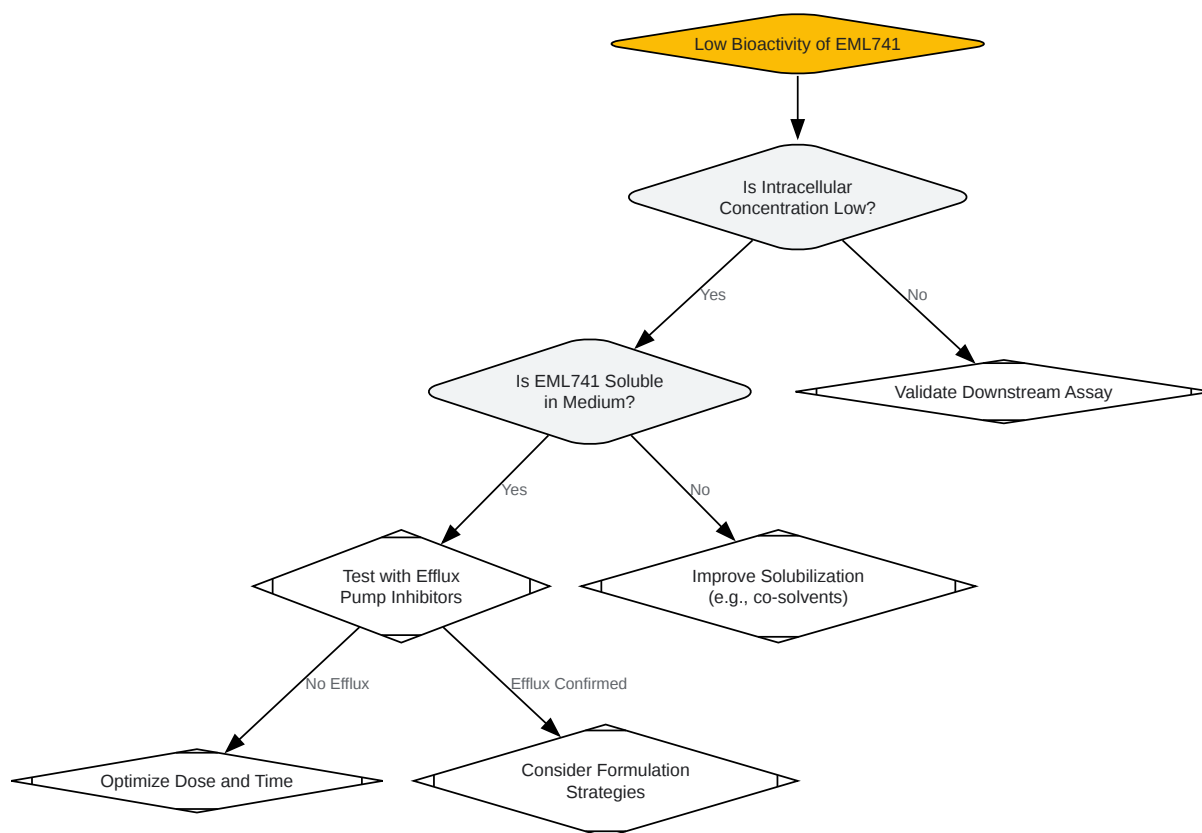 Low Bioactivity of EML741
Is Intracellular
Concentration Low?
Yes
No
Is EML741 Soluble
in Medium?
Validate Downstream Assay
Yes
No
Test with Efflux
Pump Inhibitors
Improve Solubilization
(e.g., co-solvents)
No Efflux
Efflux Confirmed
Optimize Dose and Time
Consider Formulation
Strategies